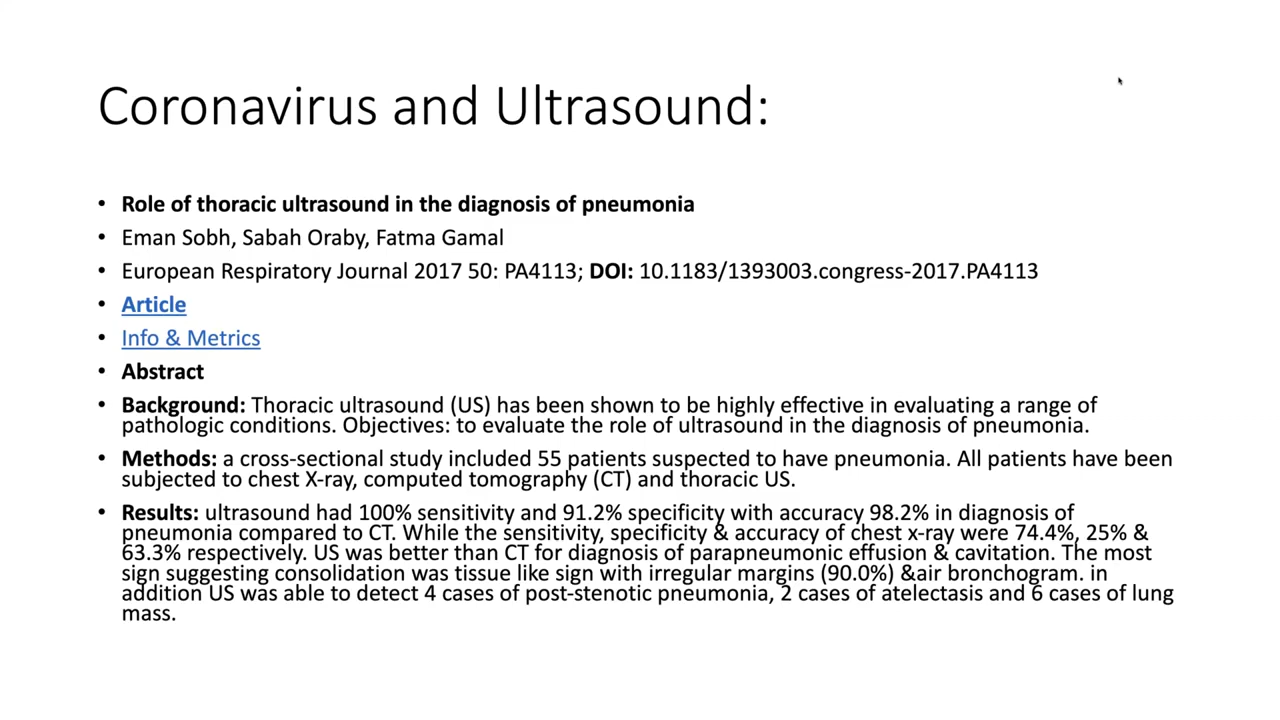 Coronavirus and Ultrasound:
• Role of thoracic ultrasound in the diagnosis of pneumonia
• Eman Sobh, Sabah Oraby, Fatma Gamal
• European Respiratory Journal 2017 50: PA4113; DOI: 10.1183/1393003.congress-2017.PA4113
• Article
• Info & Metrics
• Abstract
• Background: Thoracic ultrasound (US) has been shown to be highly effective in evaluating a range of
pathologic conditions. Objectives: to evaluate the role of ultrasound in the diagnosis of pneumonia.
• Methods: a cross-sectional study included 55 patients suspected to have pneumonia. All patients have been
subjected to chest X-ray, computed tomography (CT) and thoracic US.
• Results: ultrasound had 100% sensitivity and 91.2% specificity with accuracy 98.2% in diagnosis of
pneumonia compared to CT. While the sensitivity, specificity & accuracy of chest x-ray were 74.4%, 25% &
63.3% respectively. US was better than CT for diagnosis of parapneumonic effusion & cavitation. The most
sign suggesting consolidation was tissue like sign with irregular margins (90.0%) &air bronchogram. in
addition US was able to detect 4 cases of post-stenotic pneumonia, 2 cases of atelectasis and 6 cases of lung
mass.